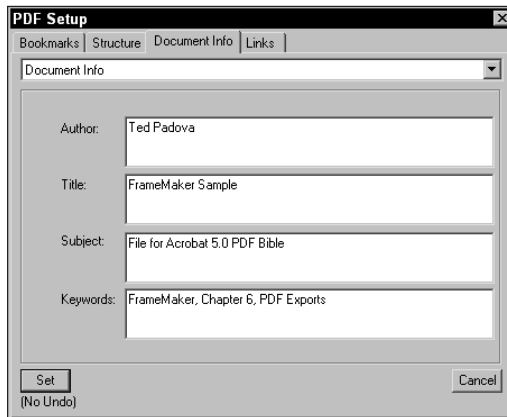 PDF Setup
Bookmarks Structure Document Info Links
Document Info
Author: Ted Padova
Title: FrameMaker Sample
Subject: File for Acrobat 5.0 PDF Bible
Keywords: FrameMaker, Chapter 6, PDF Exports
Set Cancel
(No Undo)